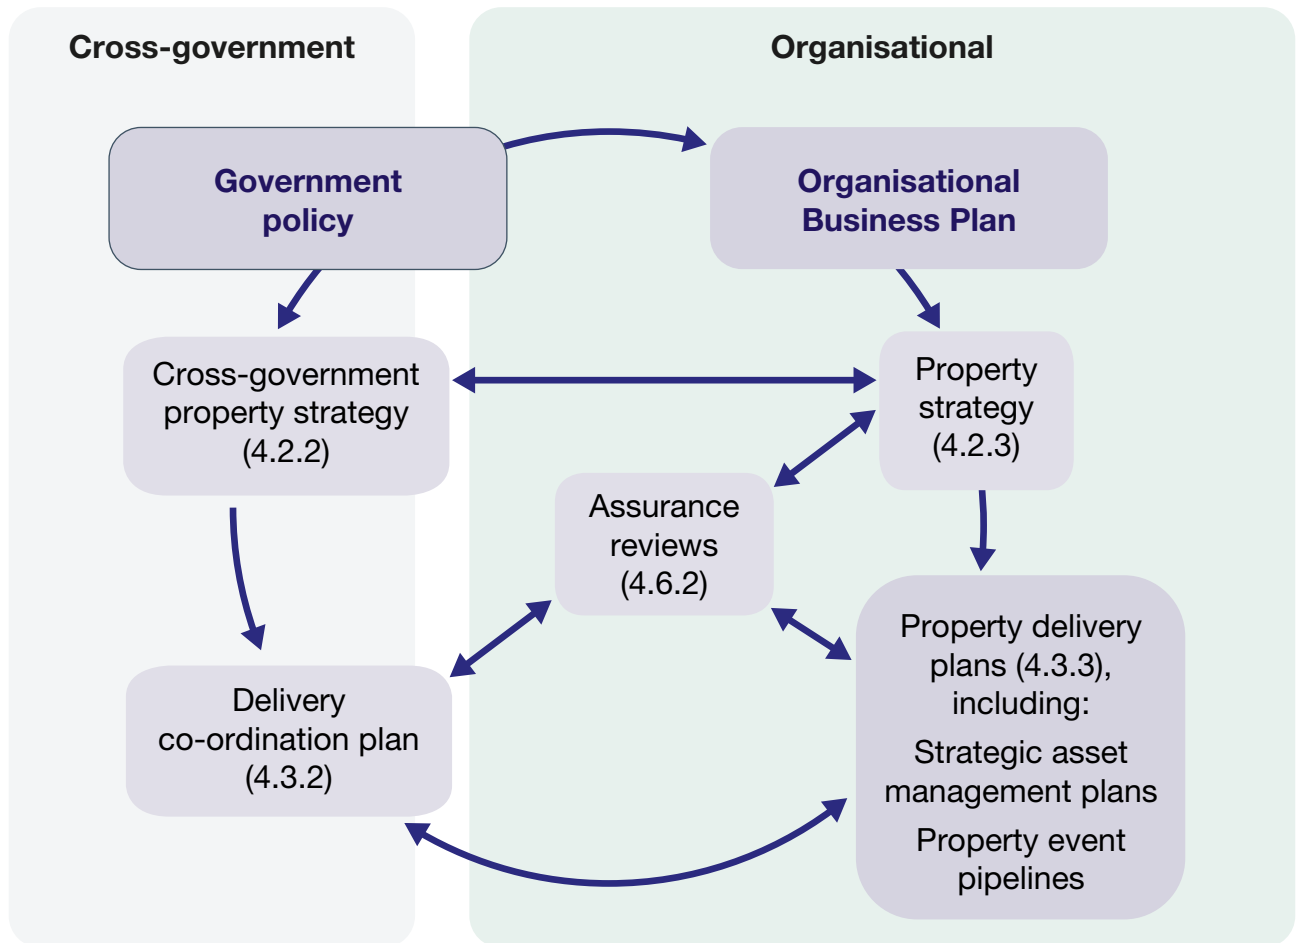 Cross-government
Organisational
Government
policy
Organisational
Business Plan
Cross-government
property strategy
(4.2.2)
Property
strategy
(4.2.3)
Assurance
reviews
(4.6.2)
Delivery
co-ordination plan
(4.3.2)
Property delivery
plans (4.3.3),
including:
Strategic asset
management plans
Property event
pipelines